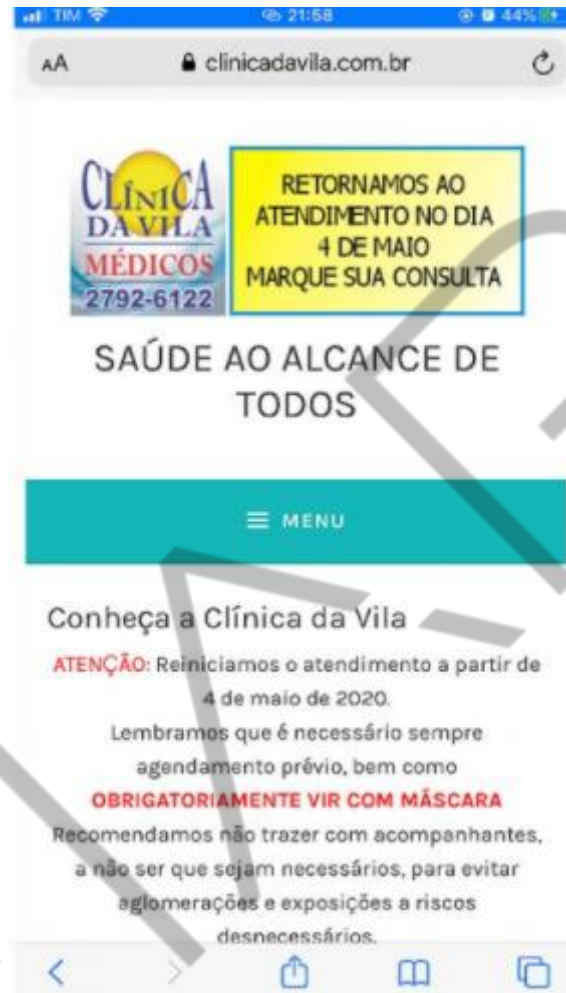 TIM 21:58 44%
AA clinicadavila.com.br
CLÍNICA
DA VILA
MÉDICOS
2792-6122
RETORNAMOS AO
ATENDIMENTO NO DIA
4 DE MAIO
MARQUE SUA CONSULTA
SAÚDE AO ALCANCE DE
TODOS
MENU
Conheça a Clínica da Vila
ATENÇÃO: Reiniciamos o atendimento a partir de
4 de maio de 2020.
Lembramos que é necessário sempre
agendamento prévio, bem como
OBRIGATORIAMENTE VIR COM MÁSCARA
Recomendamos não trazer com acompanhantes,
a não ser que sejam necessários, para evitar
aglomerações e exposições a riscos
desnecessários.